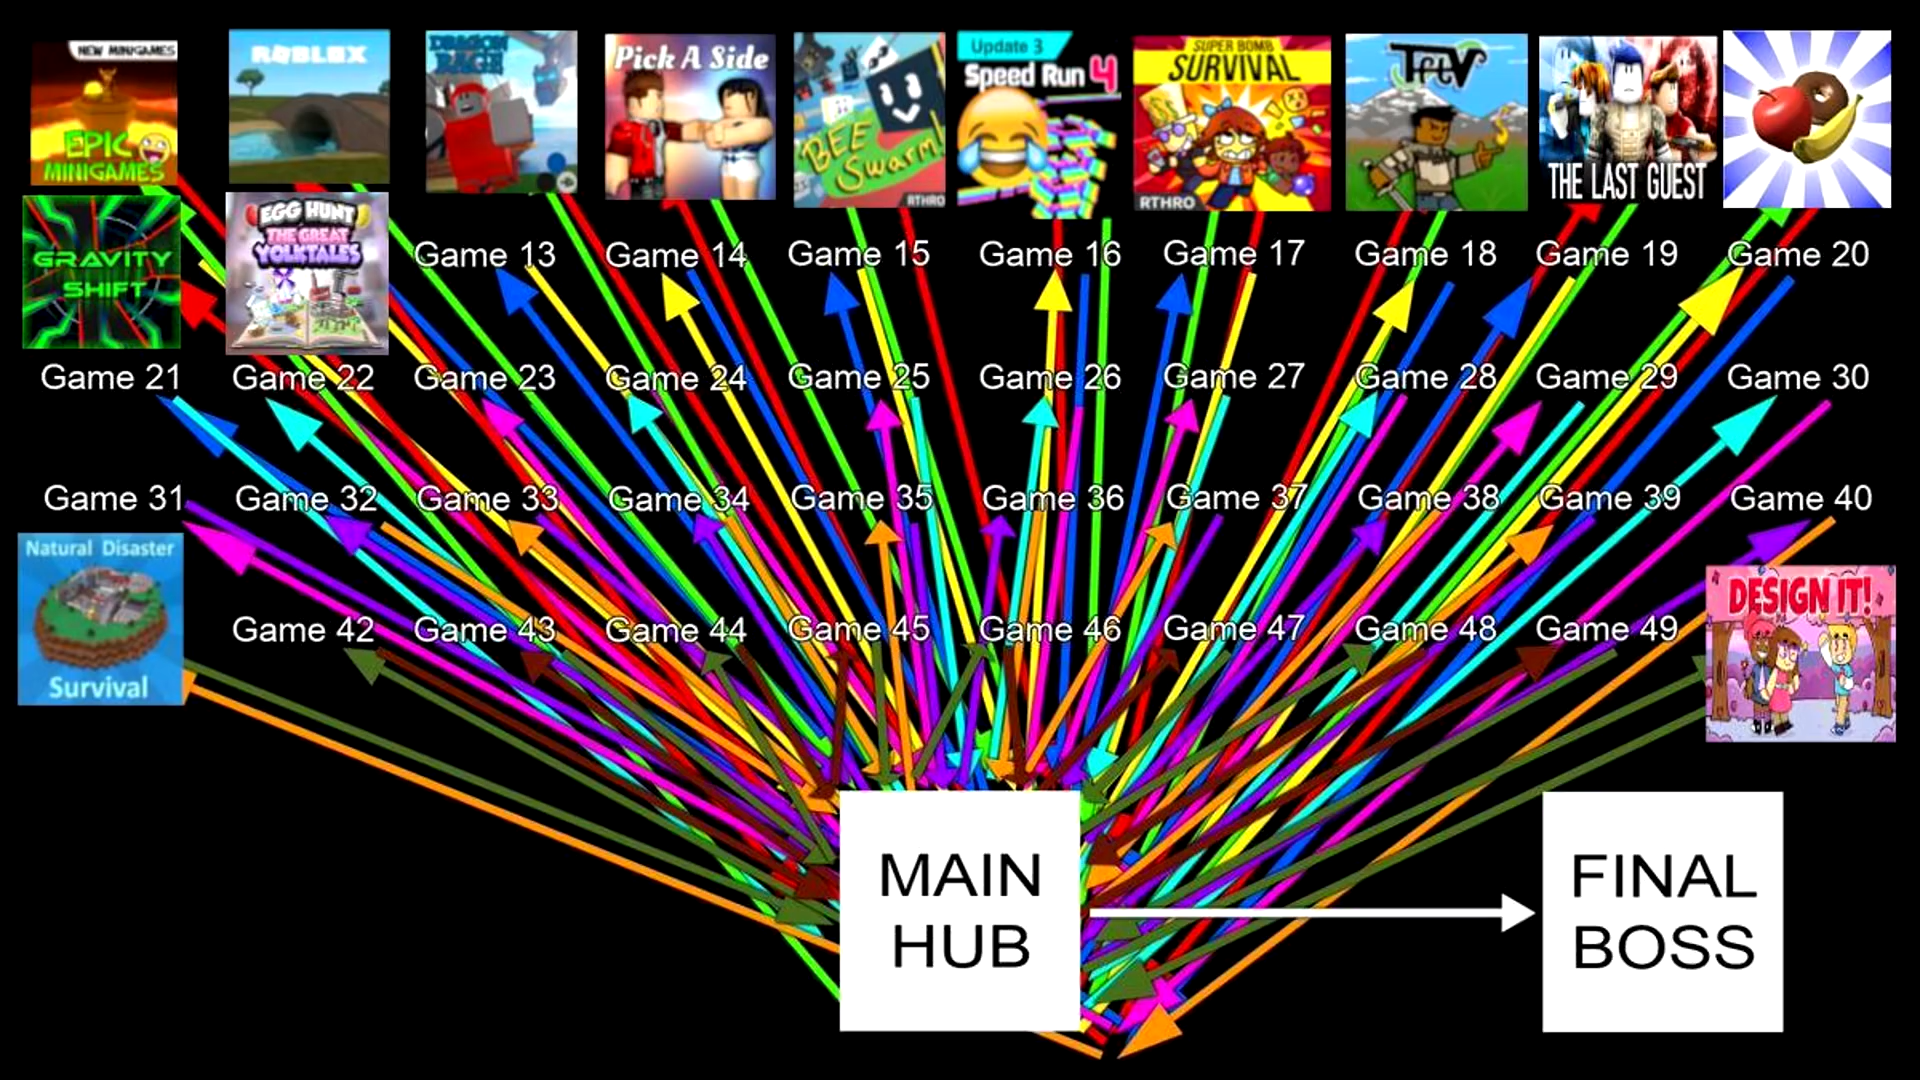 NEW MINIGAMES
EPIC
MINIGAMES
ROBLOX
DRAGON
RAGE
Pick A Side
BEE
Swarm!
RTHRO
Update 3
Speed Run 4
SUPER BOMB
SURVIVAL
RTHRO
THE LAST GUEST
GRAVITY
SHIFT
EGG HUNT
THE GREAT
YOLKTALES
Game 13
Game 14
Game 15
Game 16
Game 17
Game 18
Game 19
Game 20
Game 21
Game 22
Game 23
Game 24
Game 25
Game 26
Game 27
Game 28
Game 29
Game 30
Game 31
Game 32
Game 33
Game 34
Game 35
Game 36
Game 37
Game 38
Game 39
Game 40
Natural Disaster
Survival
Game 42
Game 43
Game 44
Game 45
Game 46
Game 47
Game 48
Game 49
DESIGN IT!
MAIN
HUB
FINAL
BOSS